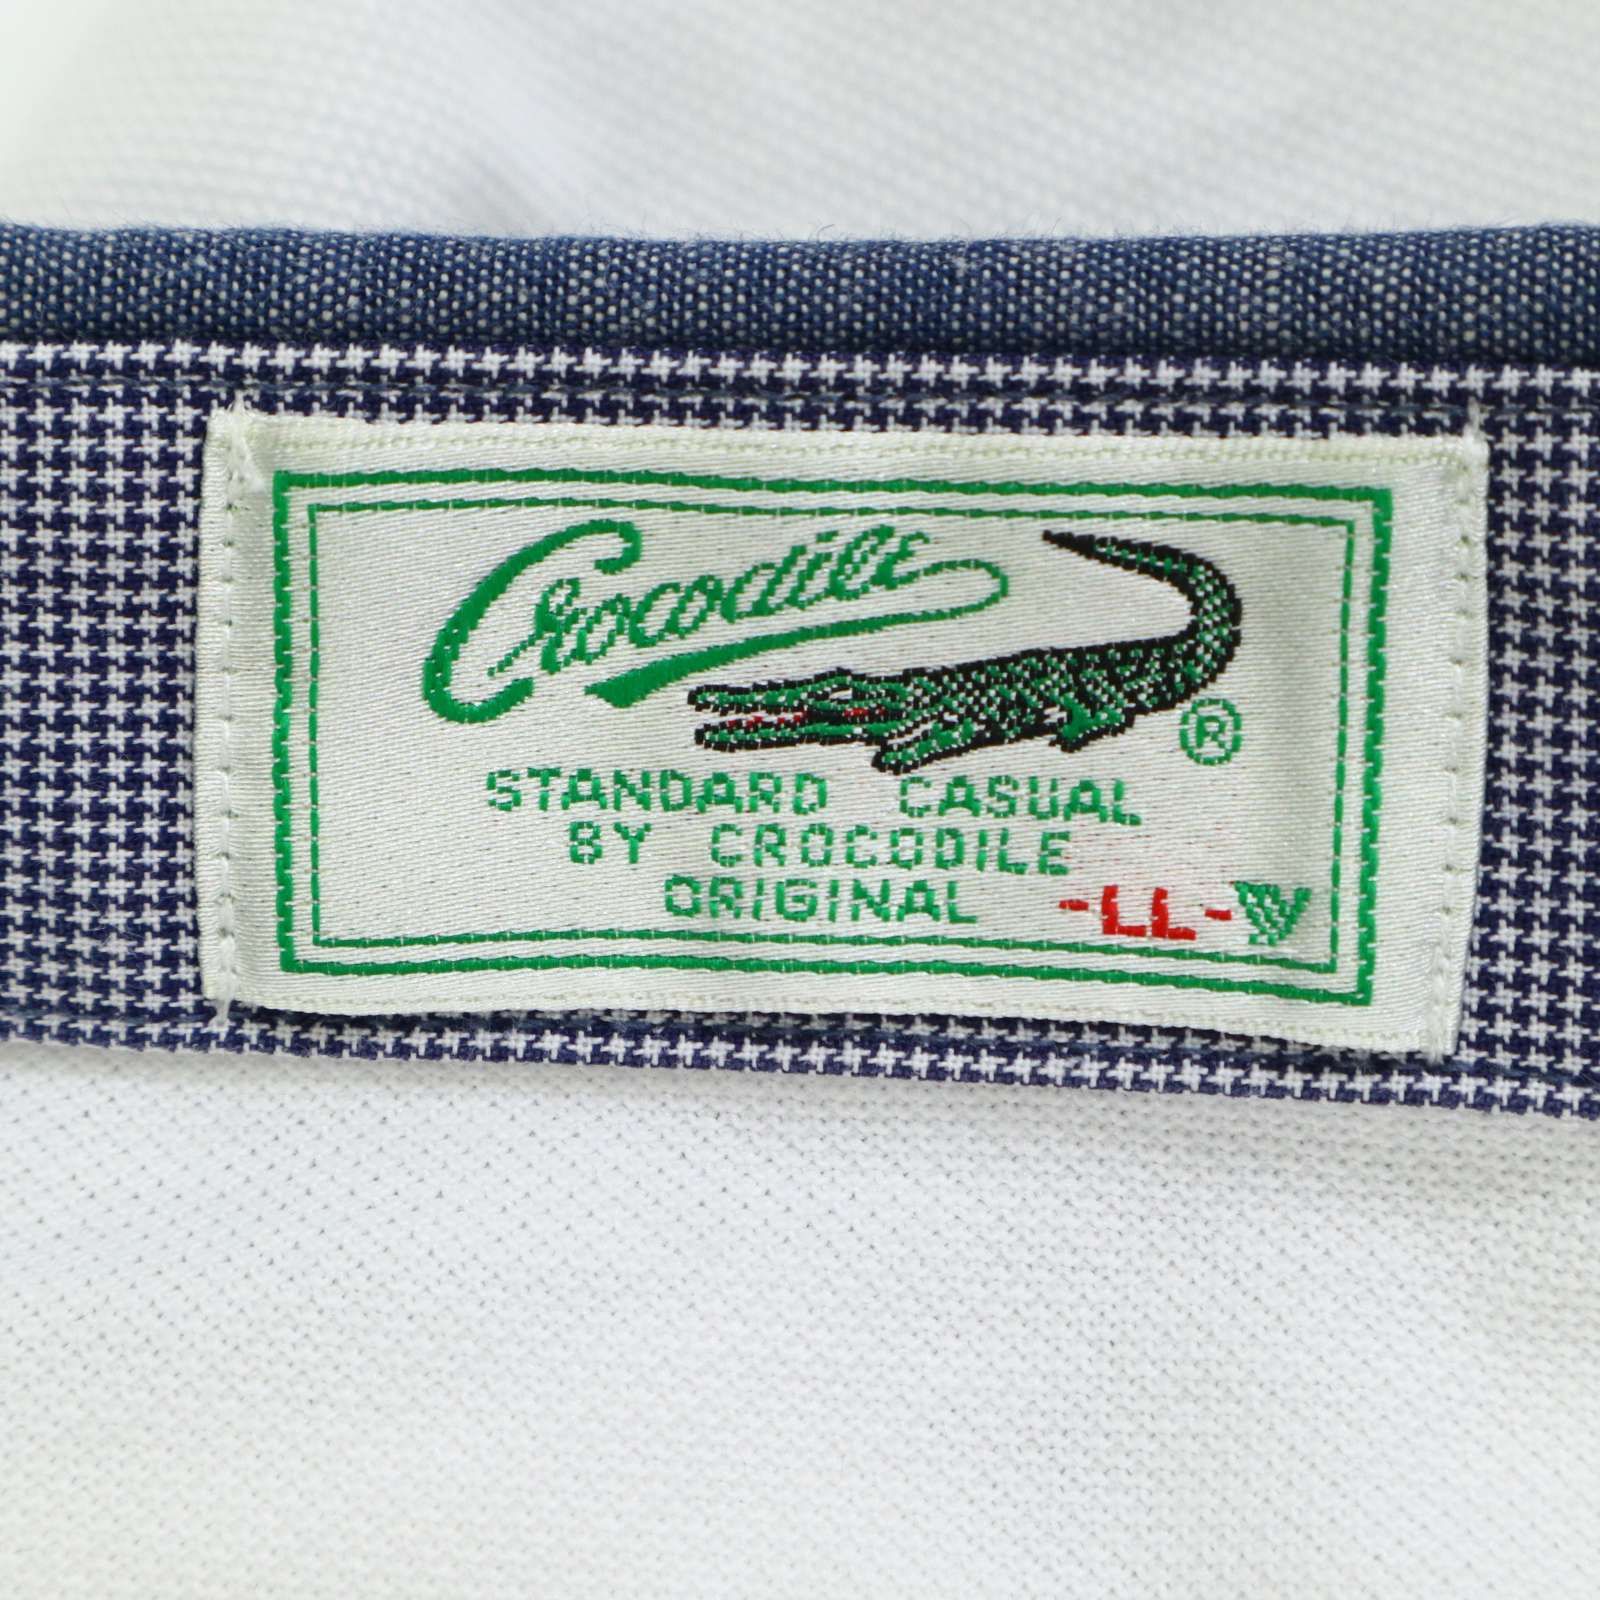 Crocodile
®
STANDARD CASUAL
BY CROCODILE
ORIGINAL -LL-